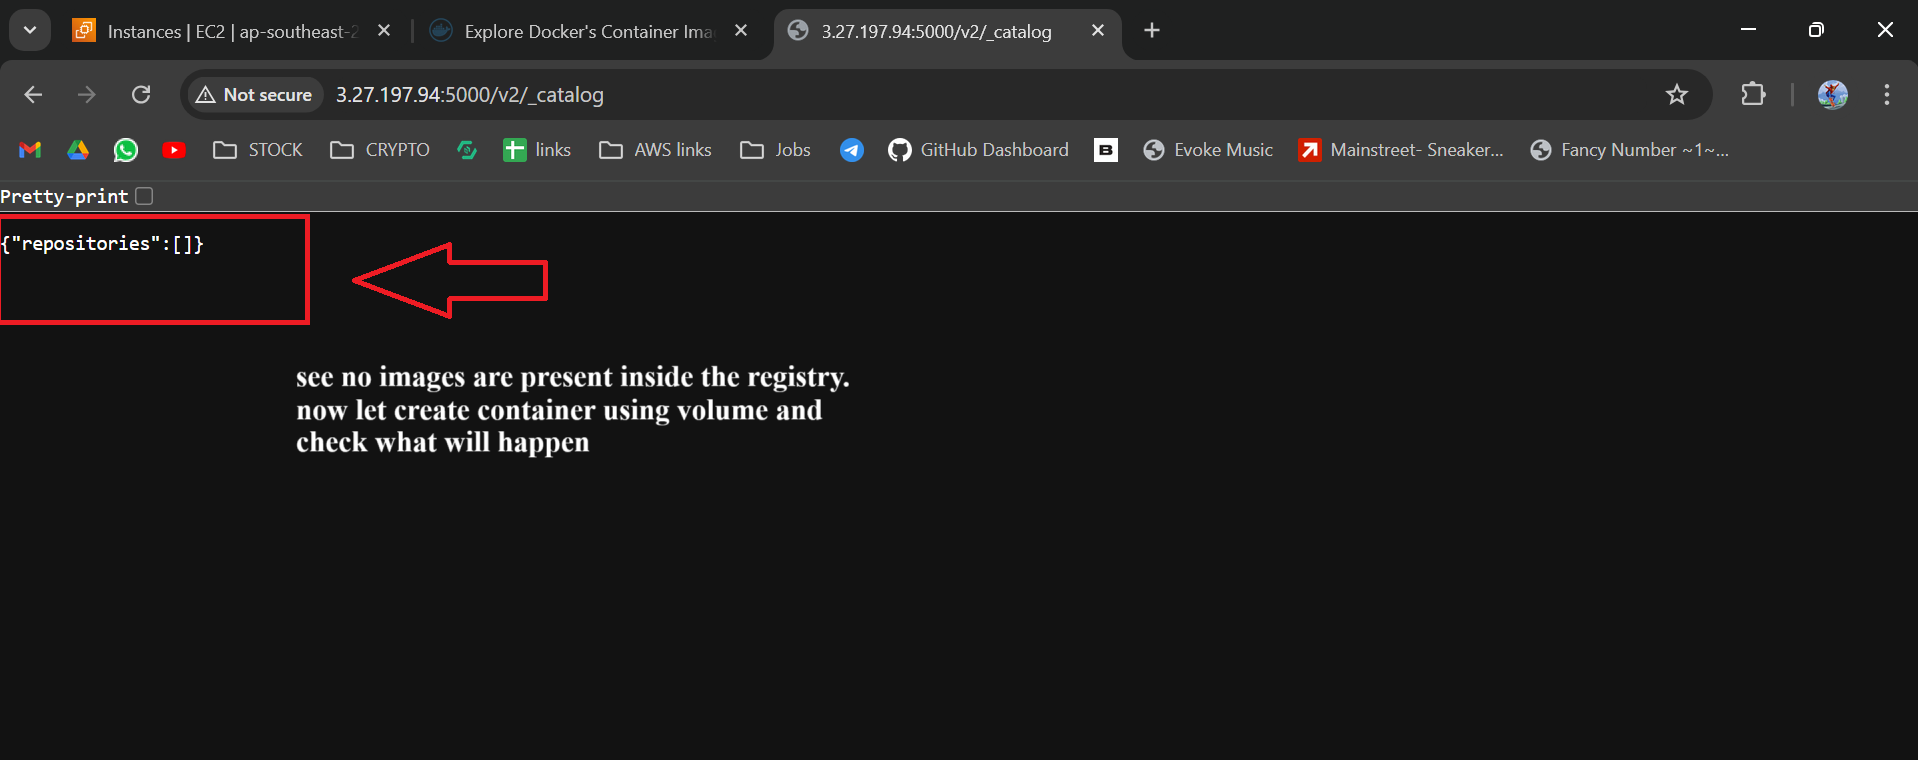 Instances | EC2 | ap-southeast-2
Explore Docker's Container Ima
3.27.197.94:5000/v2/_catalog
Not secure
3.27.197.94:5000/v2/_catalog
STOCK
CRYPTO
links
AWS links
Jobs
GitHub Dashboard
B
Evoke Music
Mainstreet- Sneaker...
Fancy Number ~1~...
Pretty-print
{"repositories":[]}
see no images are present inside the registry.
now let create container using volume and
check what will happen